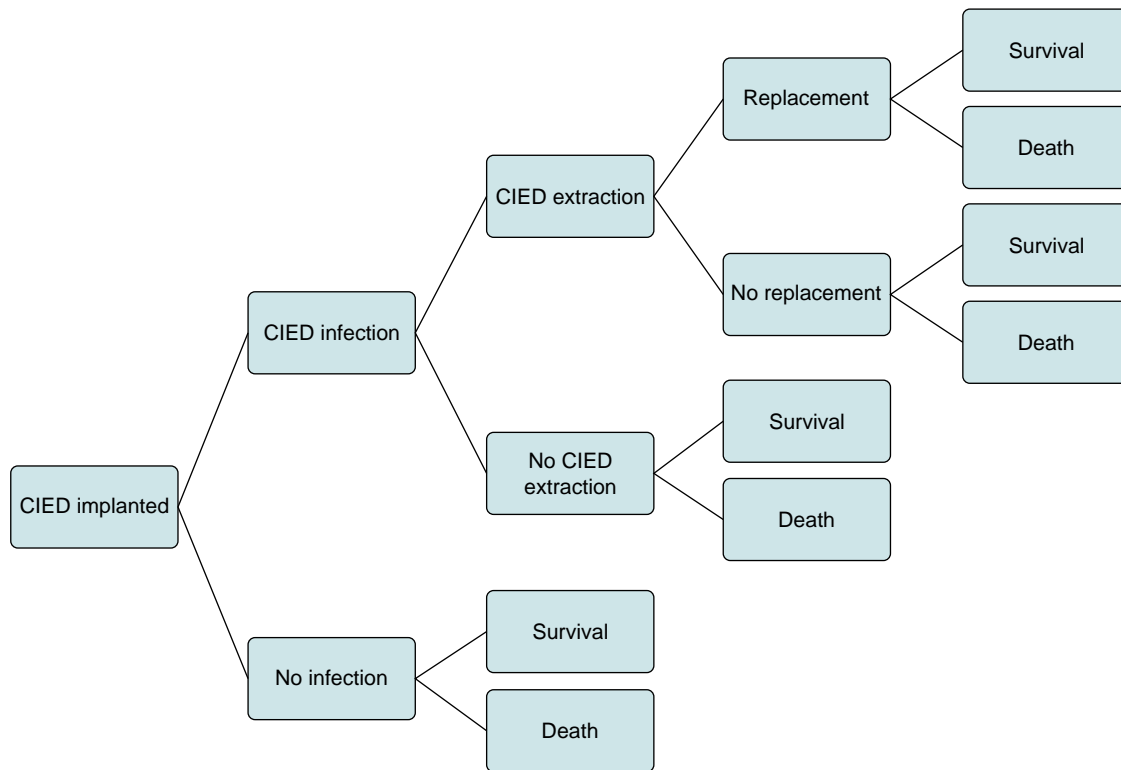 Survival
Replacement
Death
CIED extraction
Survival
No replacement
Death
CIED infection
Survival
No CIED
extraction
Death
CIED implanted
Survival
No infection
Death